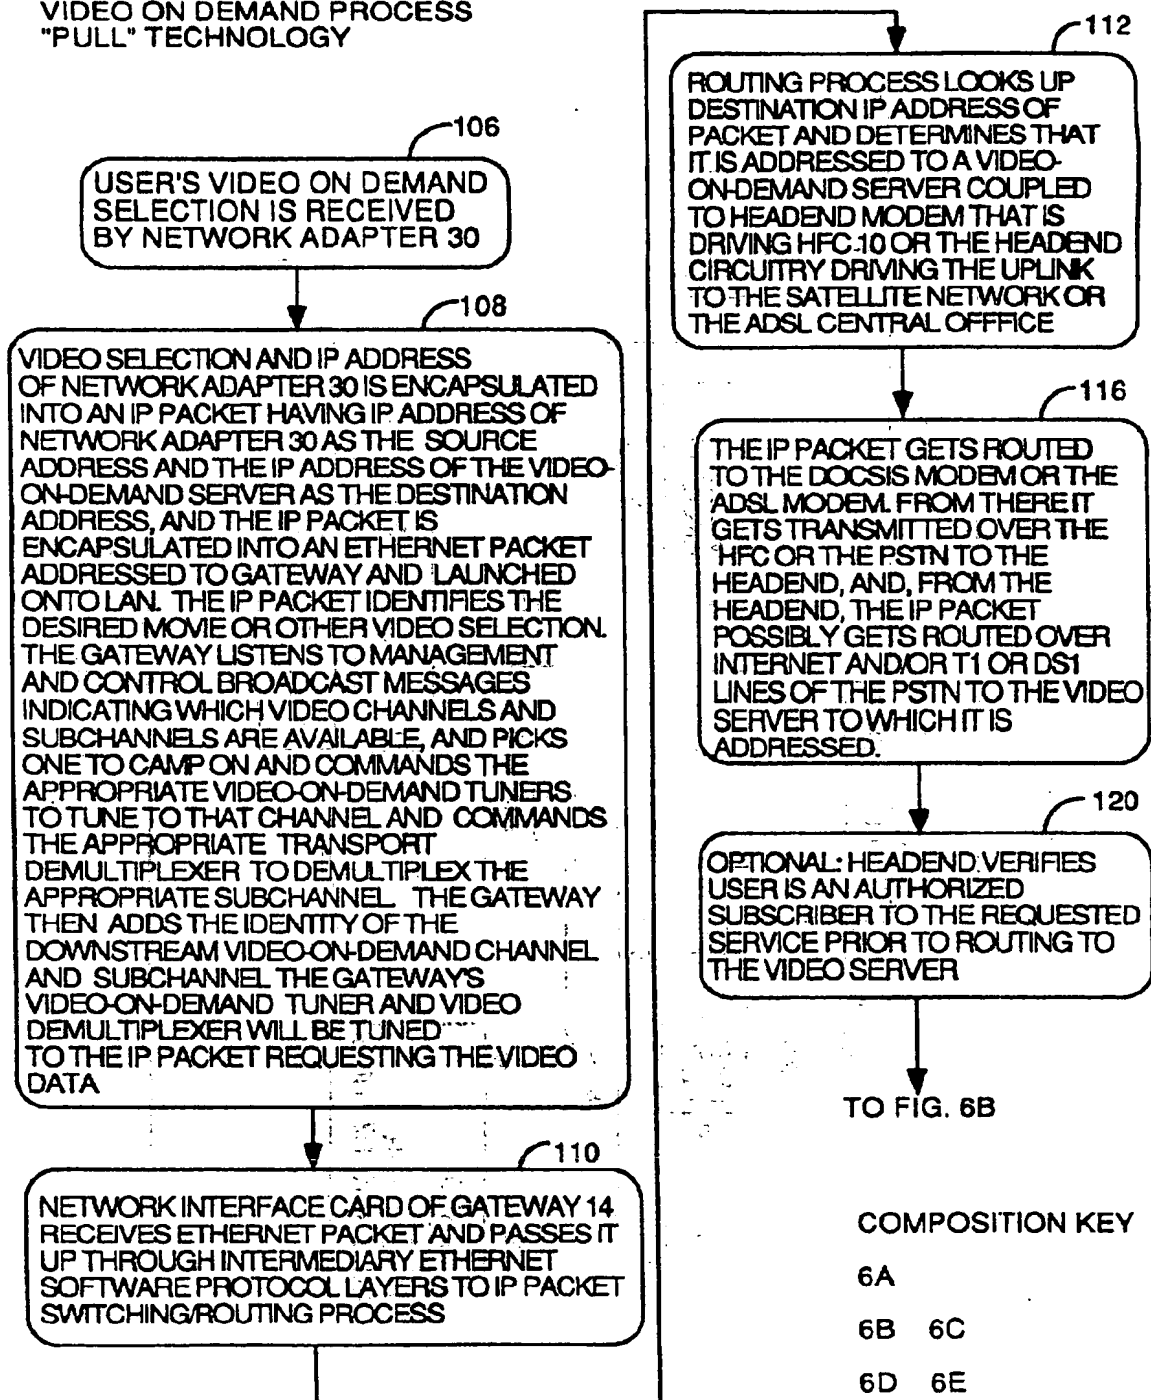 VIDEO ON DEMAND PROCESS
"PULL" TECHNOLOGY
106
USER'S VIDEO ON DEMAND
SELECTION IS RECEIVED
BY NETWORK ADAPTER 30
108
VIDEO SELECTION AND IP ADDRESS
OF NETWORK ADAPTER 30 IS ENCAPSULATED
INTO AN IP PACKET HAVING IP ADDRESS OF
NETWORK ADAPTER 30 AS THE SOURCE
ADDRESS AND THE IP ADDRESS OF THE VIDEO-
ON-DEMAND SERVER AS THE DESTINATION
ADDRESS, AND THE IP PACKET IS
ENCAPSULATED INTO AN ETHERNET PACKET
ADDRESSED TO GATEWAY AND LAUNCHED
ONTO LAN. THE IP PACKET IDENTIFIES THE
DESIRED MOVIE OR OTHER VIDEO SELECTION.
THE GATEWAY LISTENS TO MANAGEMENT
AND CONTROL BROADCAST MESSAGES
INDICATING WHICH VIDEO CHANNELS AND
SUBCHANNELS ARE AVAILABLE, AND PICKS
ONE TO CAMP ON AND COMMANDS THE
APPROPRIATE VIDEO-ON-DEMAND TUNERS
TO TUNE TO THAT CHANNEL AND COMMANDS
THE APPROPRIATE TRANSPORT
DEMULTIPLEXER TO DEMULTIPLEX THE
APPROPRIATE SUBCHANNEL THE GATEWAY
THEN ADDS THE IDENTITY OF THE
DOWNSTREAM VIDEO-ON-DEMAND CHANNEL
AND SUBCHANNEL THE GATEWAY'S
VIDEO-ON-DEMAND TUNER AND VIDEO
DEMULTIPLEXER WILL BE TUNED
TO THE IP PACKET REQUESTING THE VIDEO
DATA
110
NETWORK INTERFACE CARD OF GATEWAY 14
RECEIVES ETHERNET PACKET AND PASSES IT
UP THROUGH INTERMEDIARY ETHERNET
SOFTWARE PROTOCOL LAYERS TO IP PACKET
SWITCHING/ROUTING PROCESS
112
ROUTING PROCESS LOOKS UP
DESTINATION IP ADDRESS OF
PACKET AND DETERMINES THAT
IT IS ADDRESSED TO A VIDEO-
ON-DEMAND SERVER COUPLED
TO HEADEND MODEM THAT IS
DRIVING HFC 10 OR THE HEADEND
CIRCUITRY DRIVING THE UPLINK
TO THE SATELLITE NETWORK OR
THE ADSL CENTRAL OFFFICE
116
THE IP PACKET GETS ROUTED
TO THE DOCSIS MODEM OR THE
ADSL MODEM. FROM THERE IT
GETS TRANSMITTED OVER THE
HFC OR THE PSTN TO THE
HEADEND, AND, FROM THE
HEADEND, THE IP PACKET
POSSIBLY GETS ROUTED OVER
INTERNET AND/OR T1 OR DS1
LINES OF THE PSTN TO THE VIDEO
SERVER TO WHICH IT IS
ADDRESSED.
120
OPTIONAL: HEADEND VERIFIES
USER IS AN AUTHORIZED
SUBSCRIBER TO THE REQUESTED
SERVICE PRIOR TO ROUTING TO
THE VIDEO SERVER
TO FIG. 6B
COMPOSITION KEY
6A
6B 6C
6D 6E